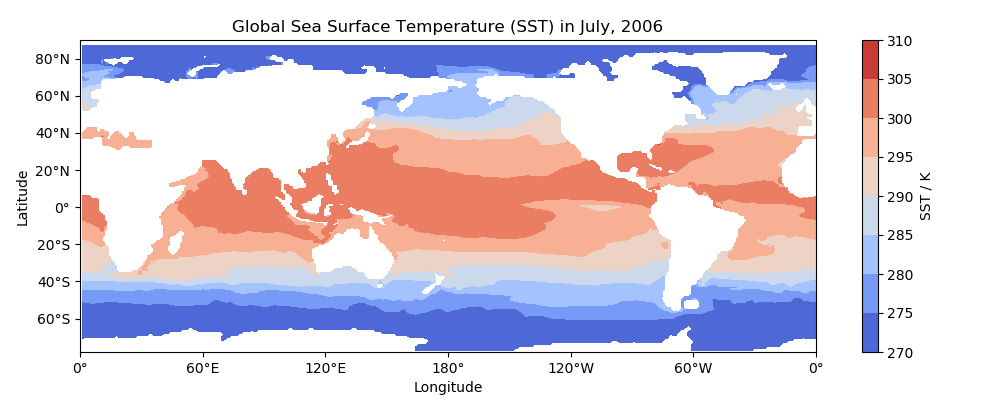 Global Sea Surface Temperature (SST) in July, 2006
80°N
60°N
40°N
20°N
0°
20°S
40°S
60°S
Latitude
0°
60°E
120°E
180°
120°W
60°W
0°
Longitude
310
305
300
295
290
285
280
275
270
SST / K